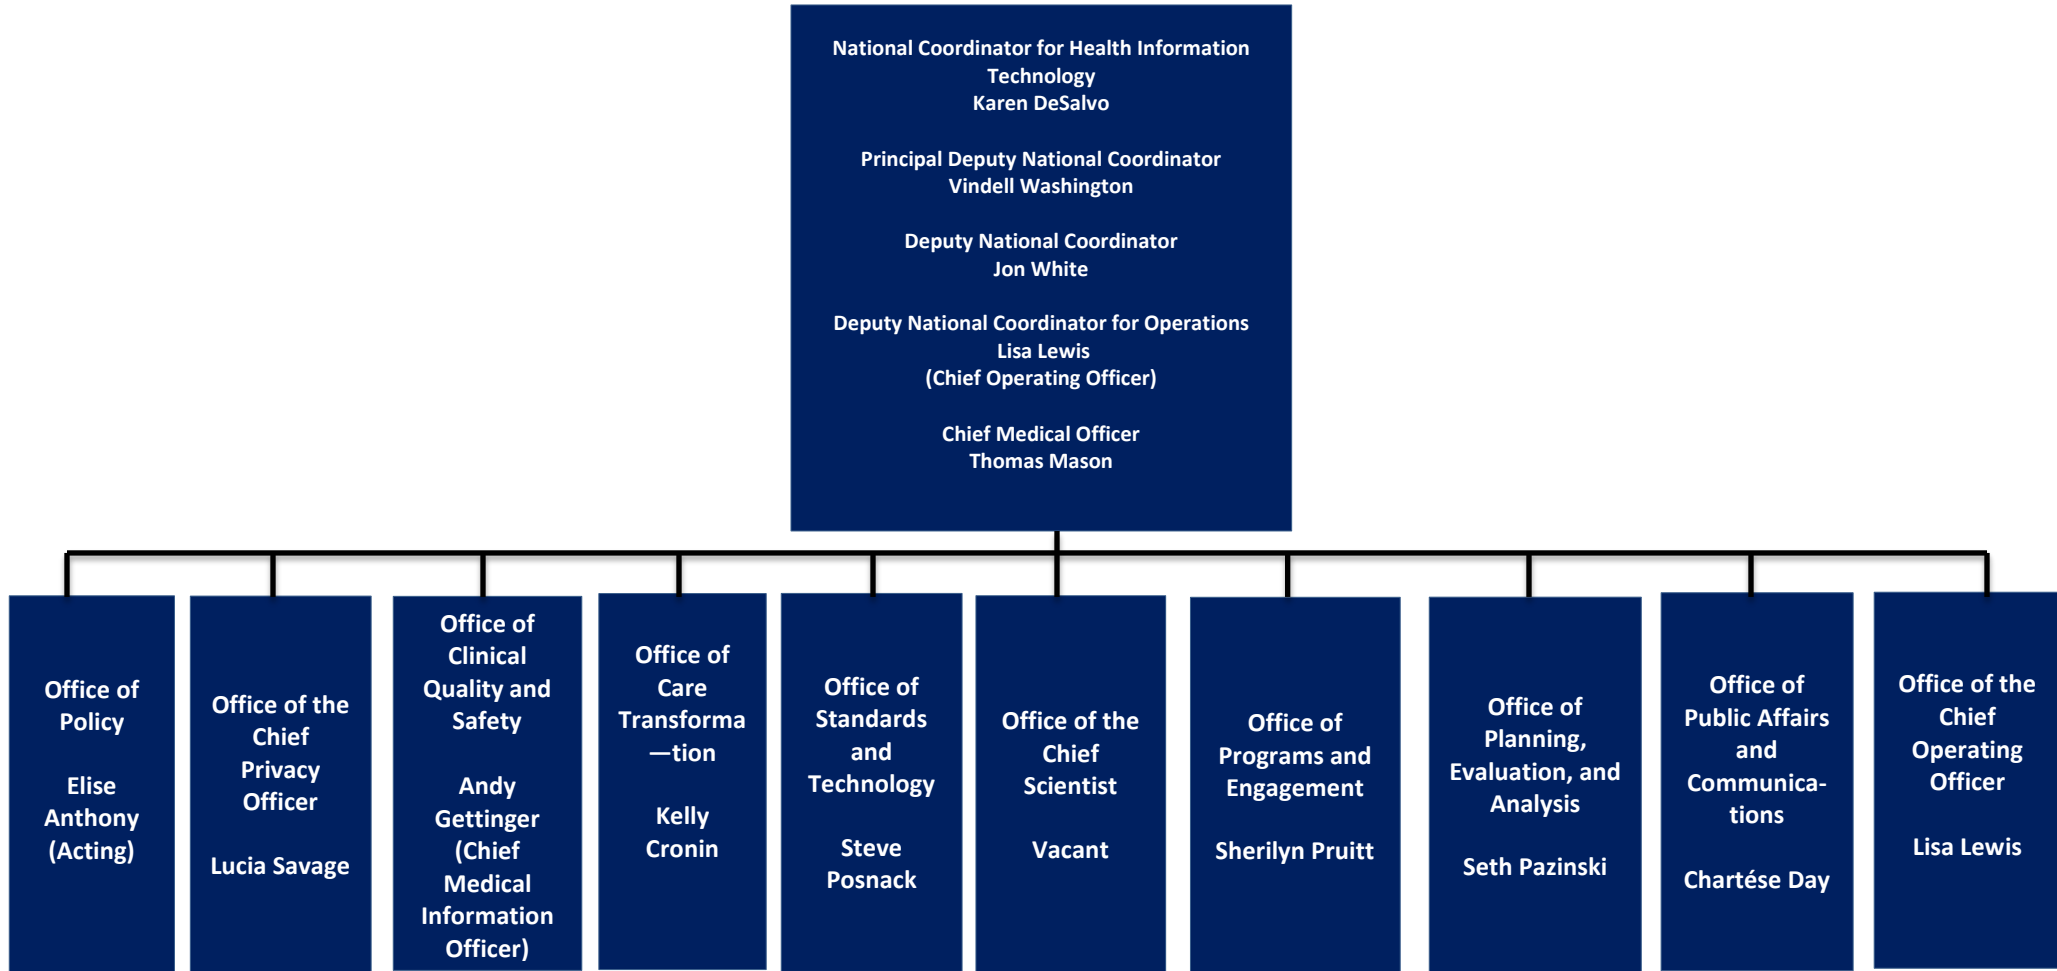 National Coordinator for Health Information
Technology
Karen DeSalvo
Principal Deputy National Coordinator
Vindell Washington
Deputy National Coordinator
Jon White
Deputy National Coordinator for Operations
Lisa Lewis
(Chief Operating Officer)
Chief Medical Officer
Thomas Mason
Office of
Policy
Elise
Anthony
(Acting)
Office of the
Chief
Privacy
Officer
Lucia Savage
Office of
Clinical
Quality and
Safety
Andy
Gettinger
(Chief
Medical
Information
Officer)
Office of
Care
Transforma
—tion
Kelly
Cronin
Office of
Standards
and
Technology
Steve
Posnack
Office of the
Chief
Scientist
Vacant
Office of
Programs and
Engagement
Sherilyn Pruitt
Office of
Planning,
Evaluation, and
Analysis
Seth Pazinski
Office of
Public Affairs
and
Communica-
tions
Chartése Day
Office of the
Chief
Operating
Officer
Lisa Lewis